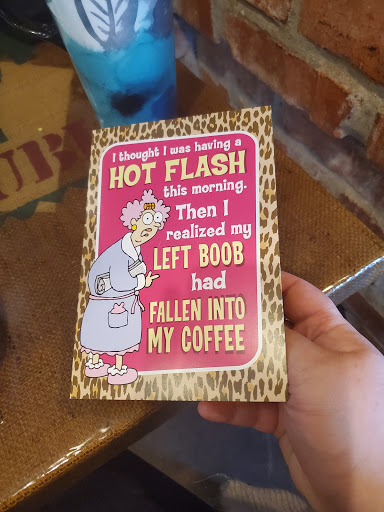 I thought I was having a
HOT FLASH
this morning.
Then I
realized my
LEFT BOOB
had
FALLEN INTO
MY COFFEE